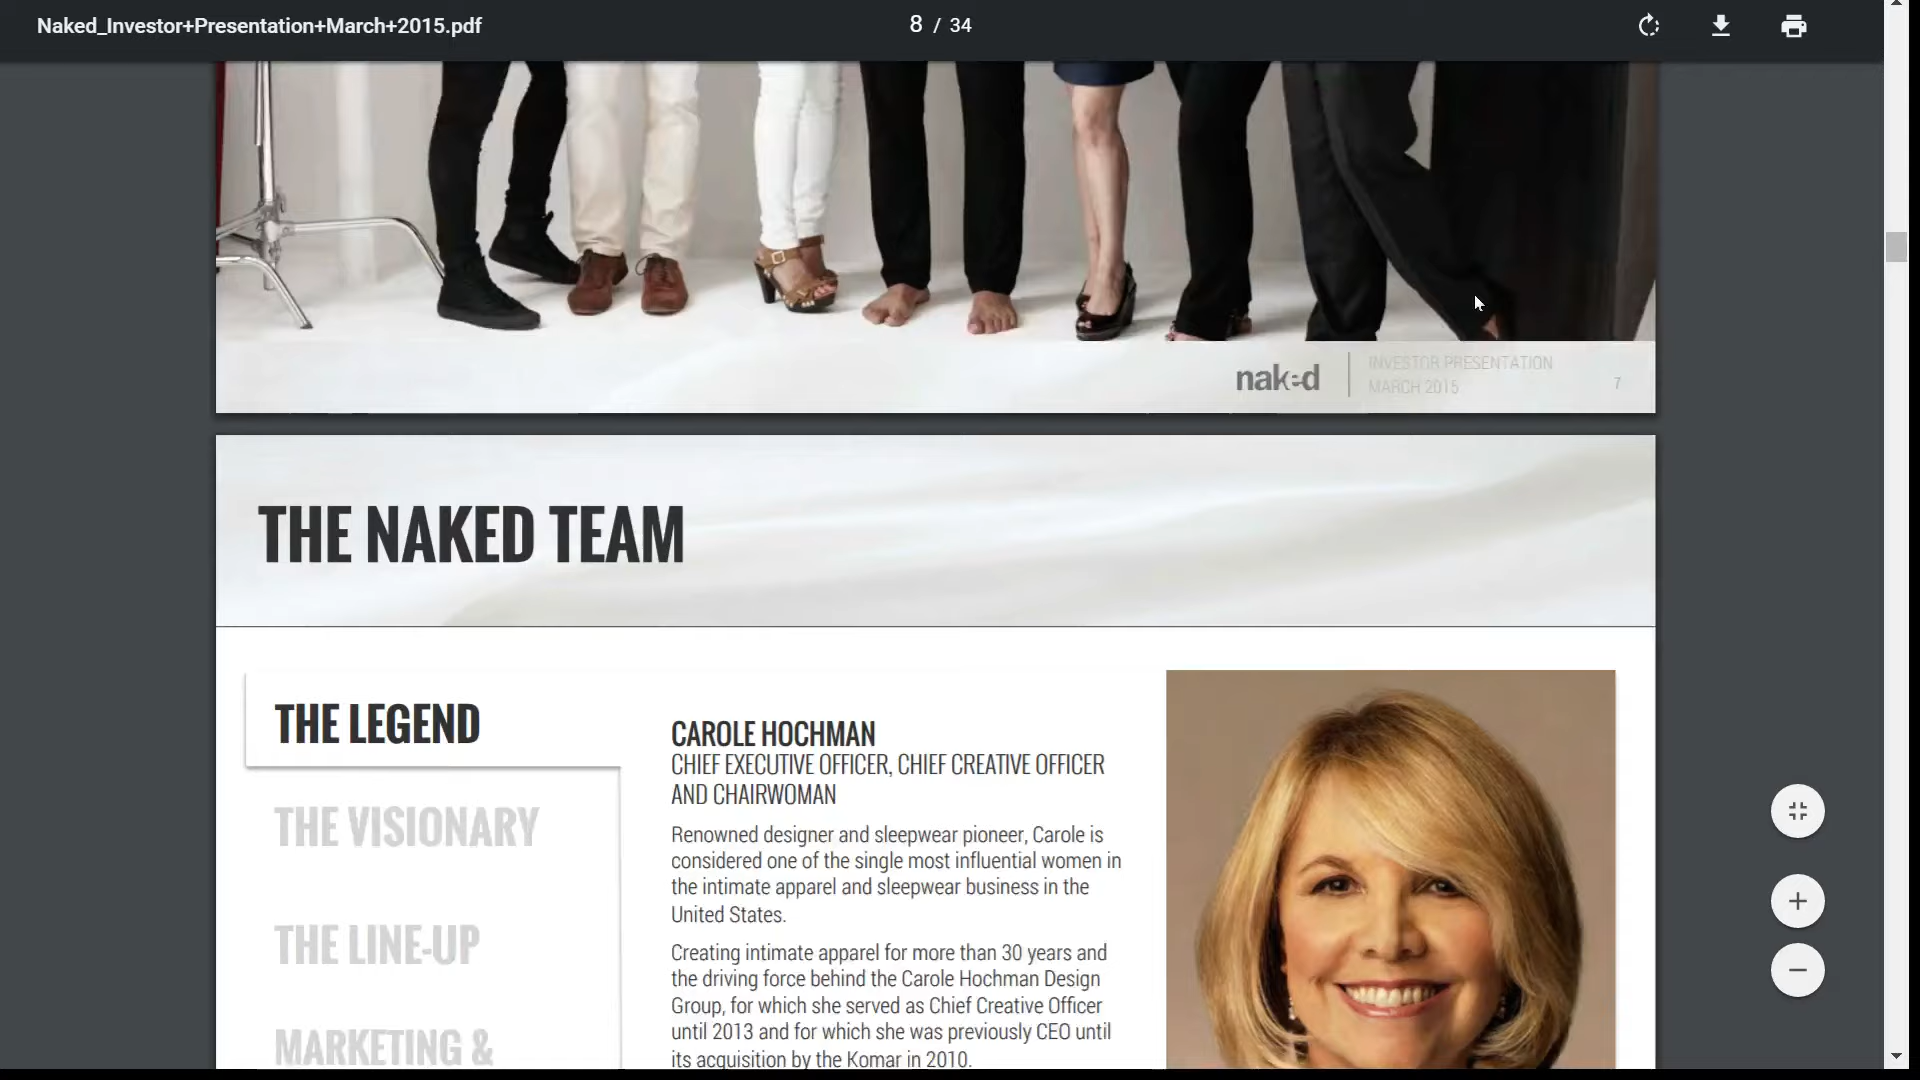 Naked_Investor+Presentation+March+2015.pdf
8 / 34
naked
INVESTOR PRESENTATION
MARCH 2015
7
THE NAKED TEAM
THE LEGEND
THE VISIONARY
THE LINE-UP
MARKETING &
CAROLE HOCHMAN
CHIEF EXECUTIVE OFFICER, CHIEF CREATIVE OFFICER
AND CHAIRWOMAN
Renowned designer and sleepwear pioneer, Carole is
considered one of the single most influential women in
the intimate apparel and sleepwear business in the
United States.
Creating intimate apparel for more than 30 years and
the driving force behind the Carole Hochman Design
Group, for which she served as Chief Creative Officer
until 2013 and for which she was previously CEO until
its acquisition by the Komar in 2010.